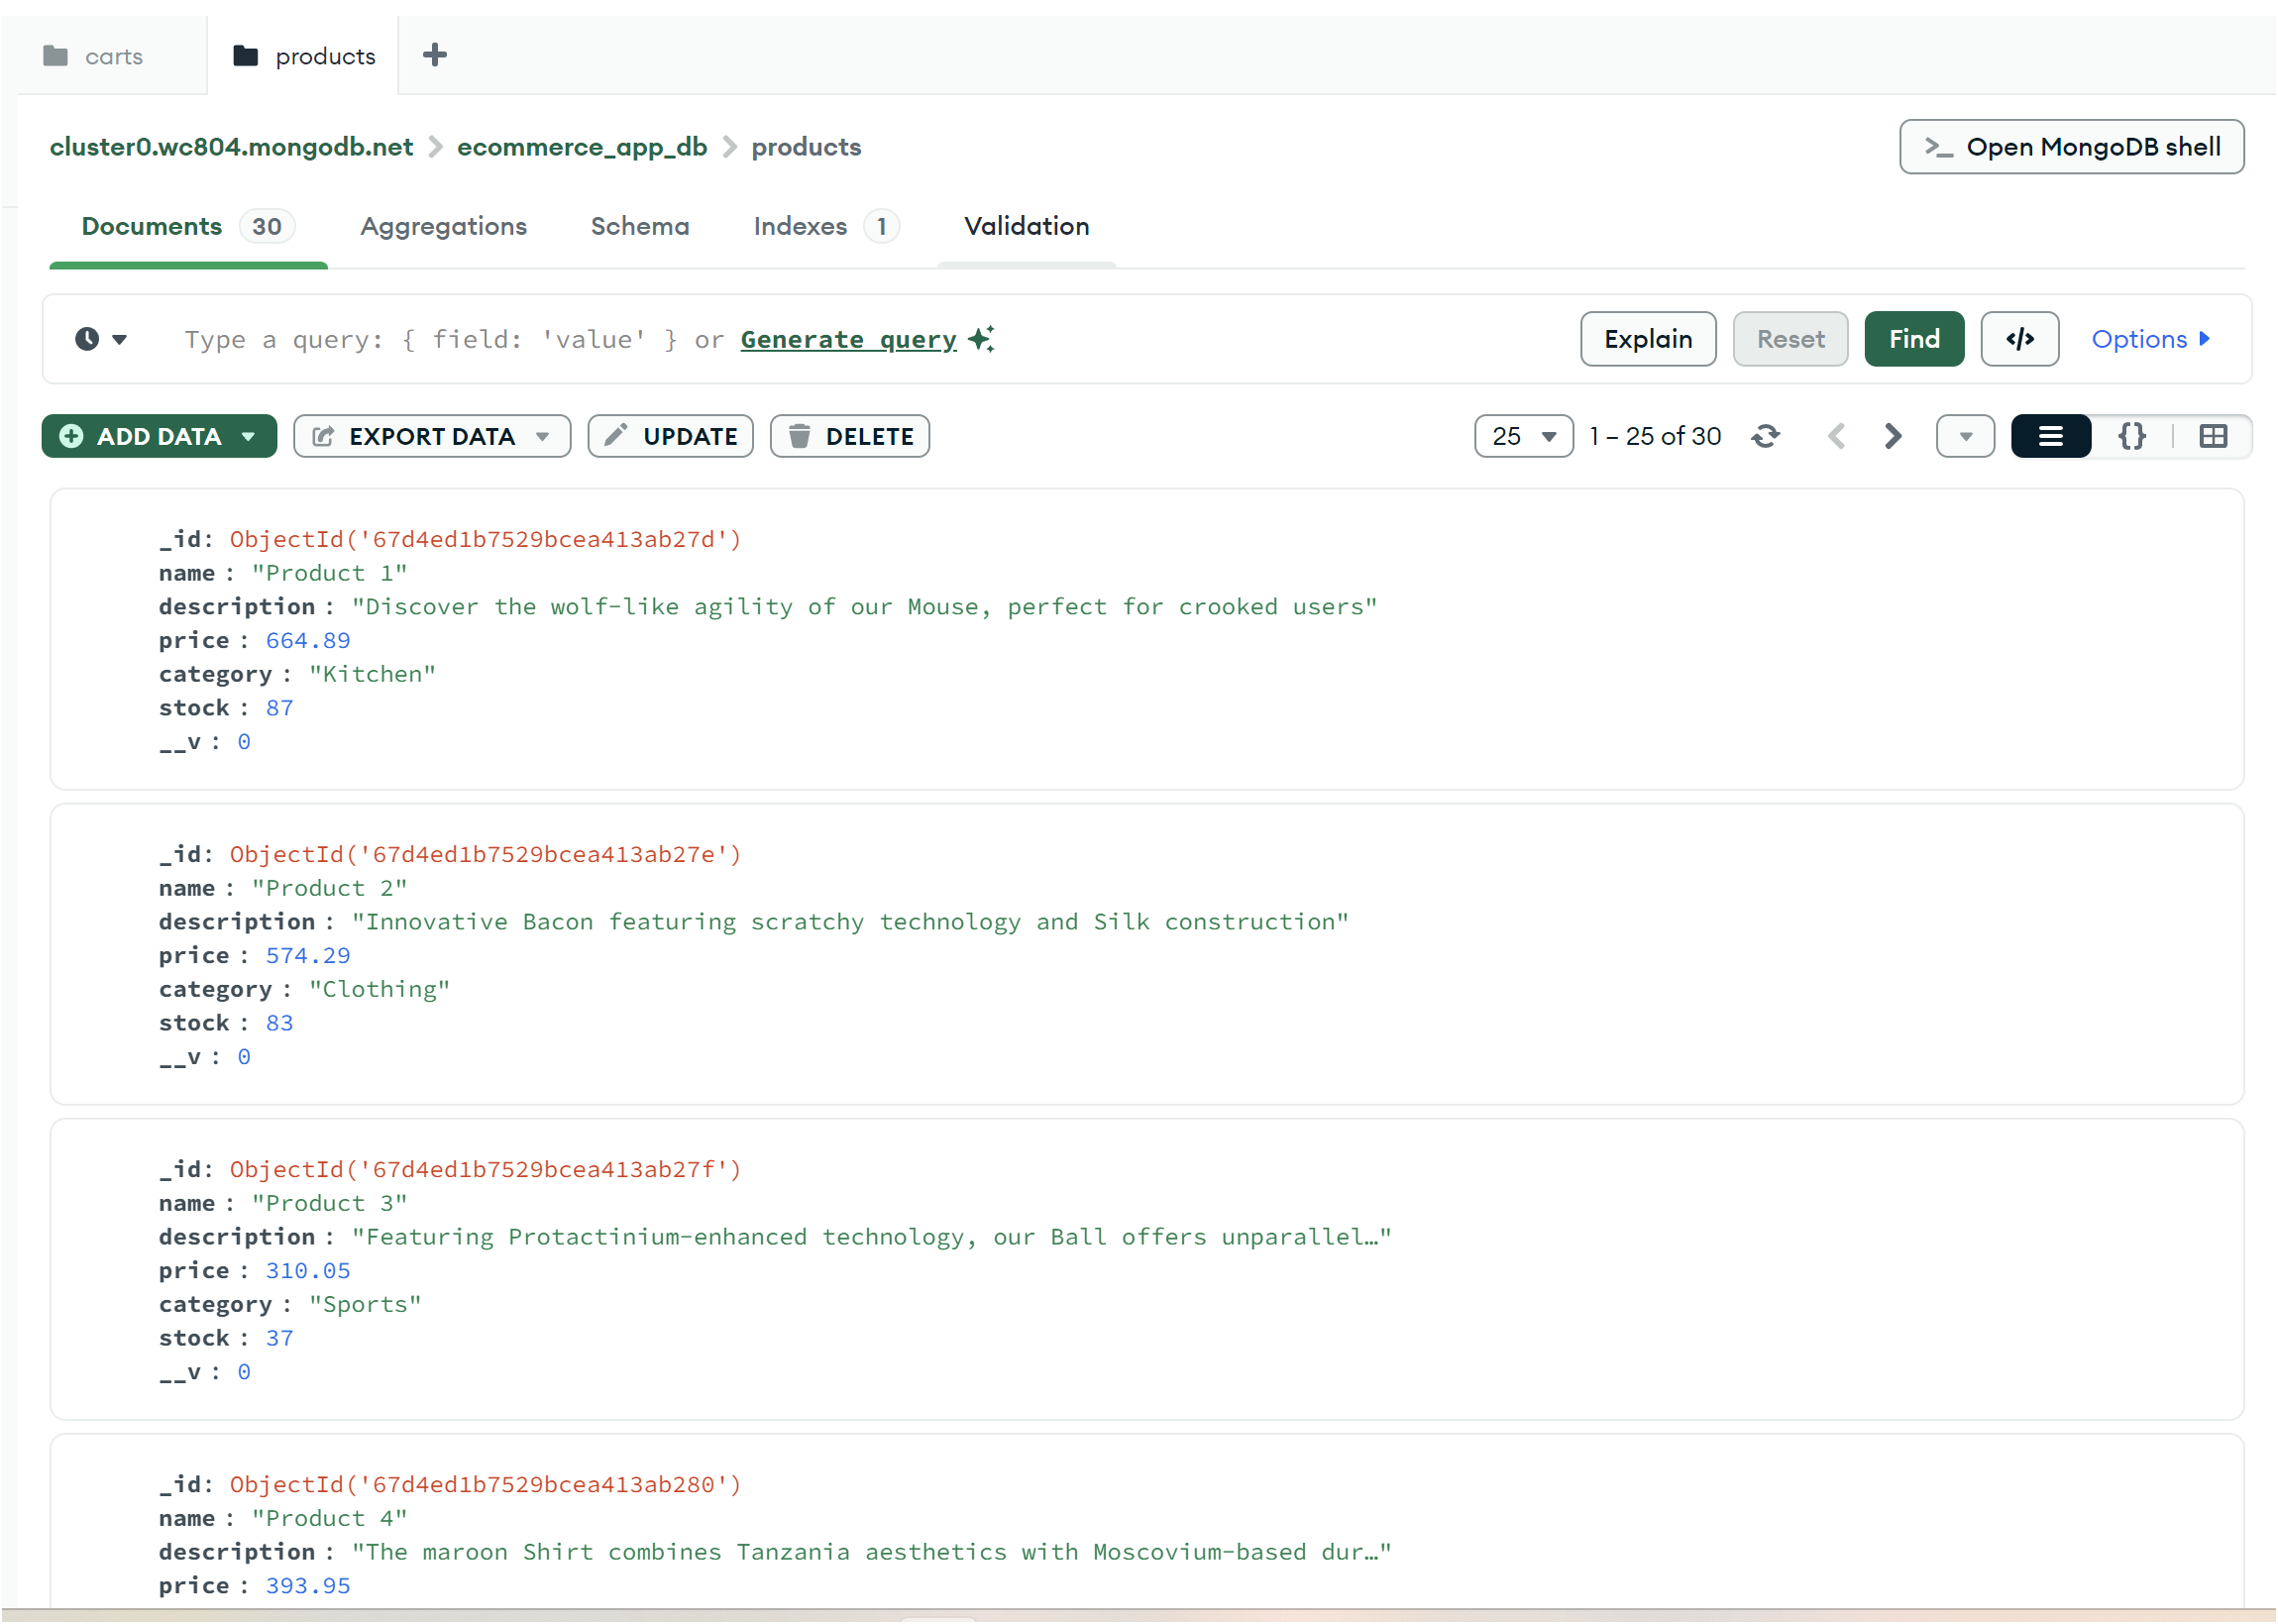 carts products
cluster0.wc804.mongodb.net ecommerce_app_db products Open MongoDB shell
Documents 30 Aggregations Schema Indexes 1 Validation
Type a query: { field: 'value' } or Generate query Explain Reset Find </> Options
ADD DATA EXPORT DATA UPDATE DELETE 25 1 – 25 of 30 {}
_id: ObjectId('67d4ed1b7529bcea413ab27d')
name : "Product 1"
description : "Discover the wolf-like agility of our Mouse, perfect for crooked users"
price : 664.89
category : "Kitchen"
stock : 87
__v : 0
_id: ObjectId('67d4ed1b7529bcea413ab27e')
name : "Product 2"
description : "Innovative Bacon featuring scratchy technology and Silk construction"
price : 574.29
category : "Clothing"
stock : 83
__v : 0
_id: ObjectId('67d4ed1b7529bcea413ab27f')
name : "Product 3"
description : "Featuring Protactinium-enhanced technology, our Ball offers unparallel…"
price : 310.05
category : "Sports"
stock : 37
__v : 0
_id: ObjectId('67d4ed1b7529bcea413ab280')
name : "Product 4"
description : "The maroon Shirt combines Tanzania aesthetics with Moscovium-based dur…"
price : 393.95